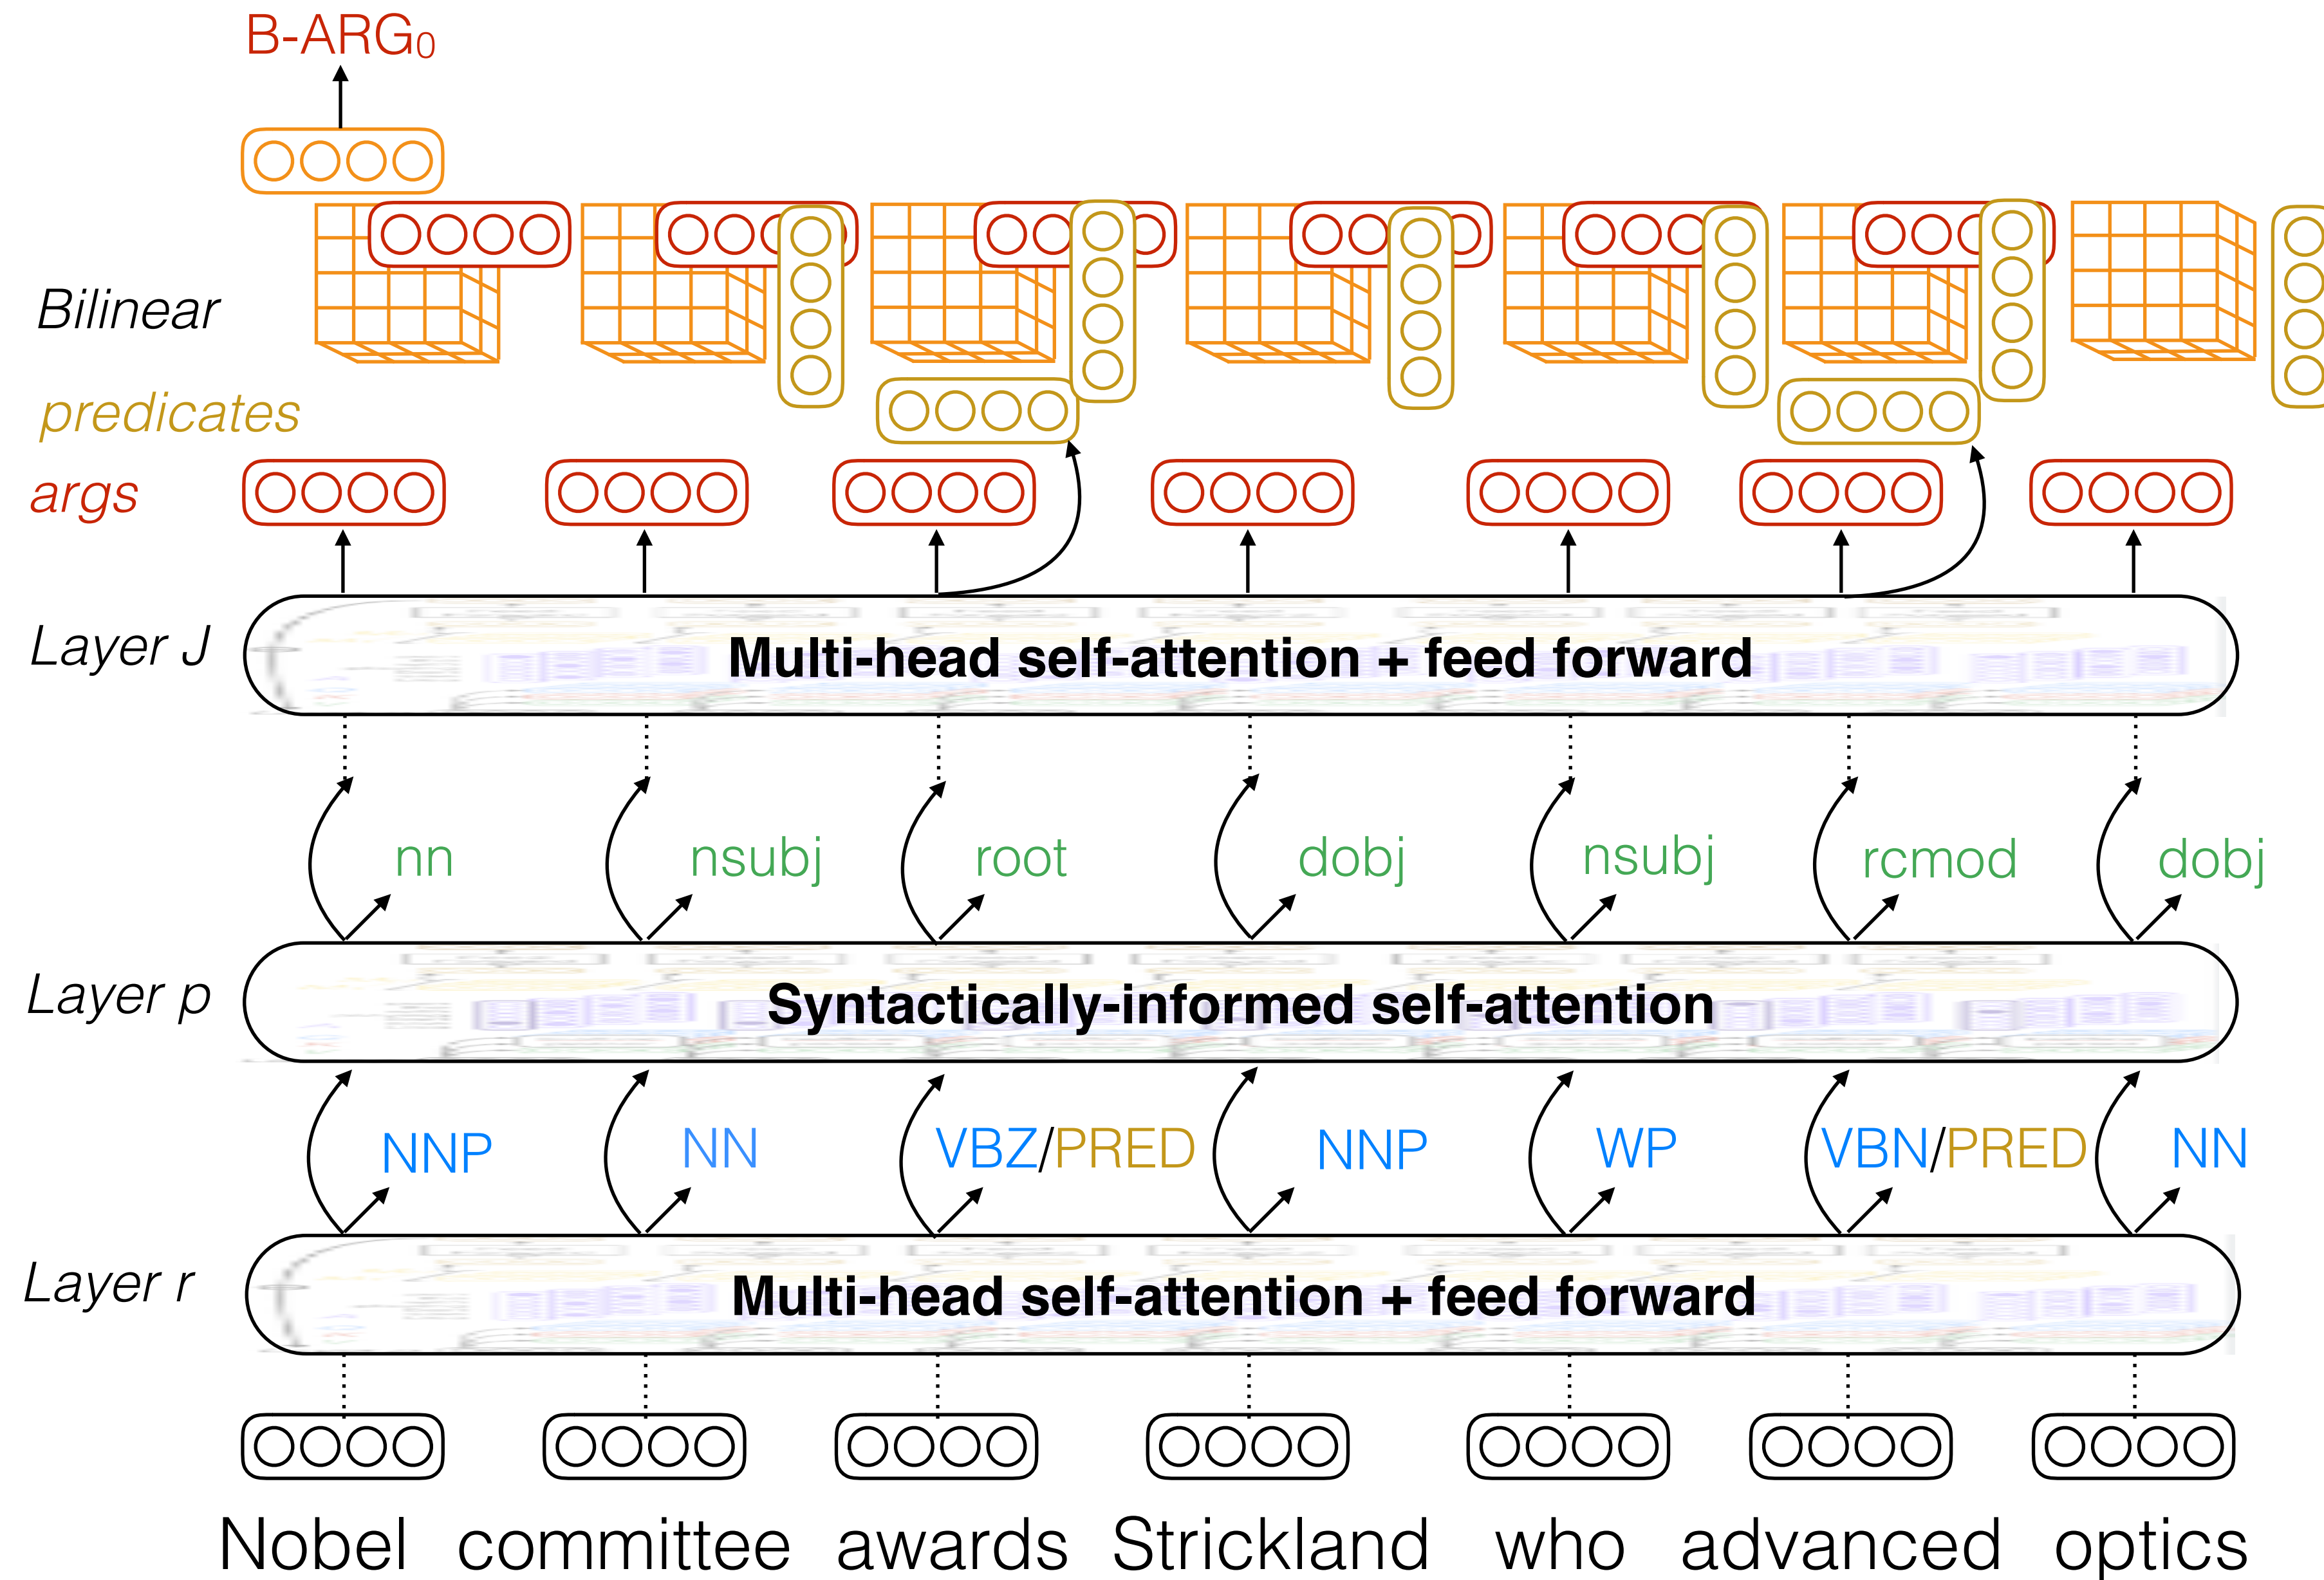 B-ARG0
Bilinear
predicates
args
Layer J Multi-head self-attention + feed forward
nn nsubj root dobj nsubj rcmod dobj
Layer p Syntactically-informed self-attention
NNP NN VBZ/PRED NNP WP VBN/PRED NN
Layer r Multi-head self-attention + feed forward
Nobel committee awards Strickland who advanced optics